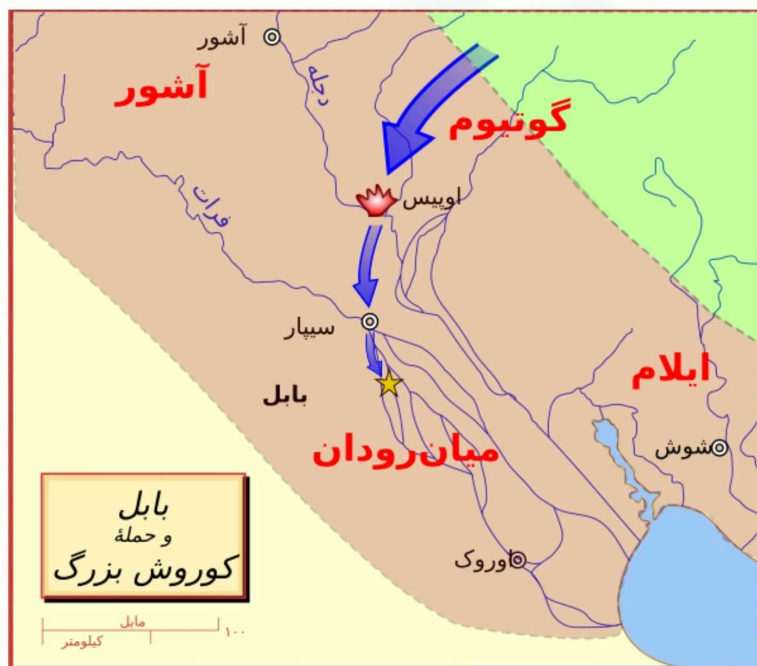 آشور
آشور
دجله
گوتیوم
اوپیس
فرات
سیپار
ایلام
بابل
میان‌رودان
شوش
بابل
و حملهٔ
کوروش بزرگ
اوروک
مایل
۱۰۰
کیلومتر